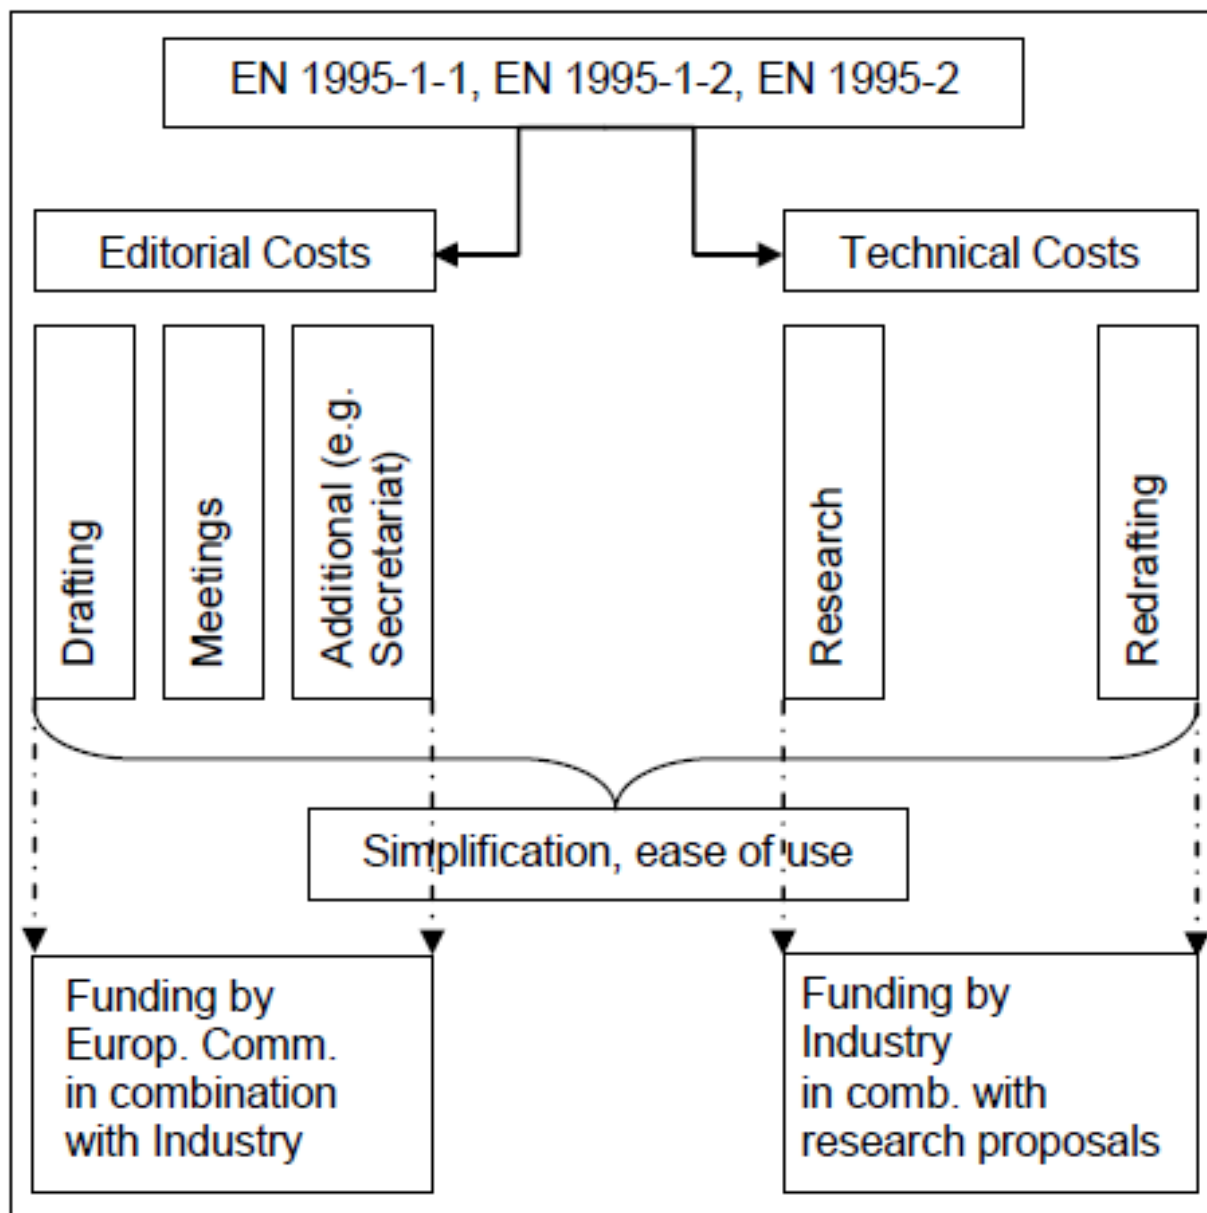 EN 1995-1-1, EN 1995-1-2, EN 1995-2
Editorial Costs
Technical Costs
Drafting
Meetings
Additional (e.g.
Secretariat)
Research
Redrafting
Simplification, ease of use
Funding by
Europ. Comm.
in combination
with Industry
Funding by
Industry
in comb. with
research proposals